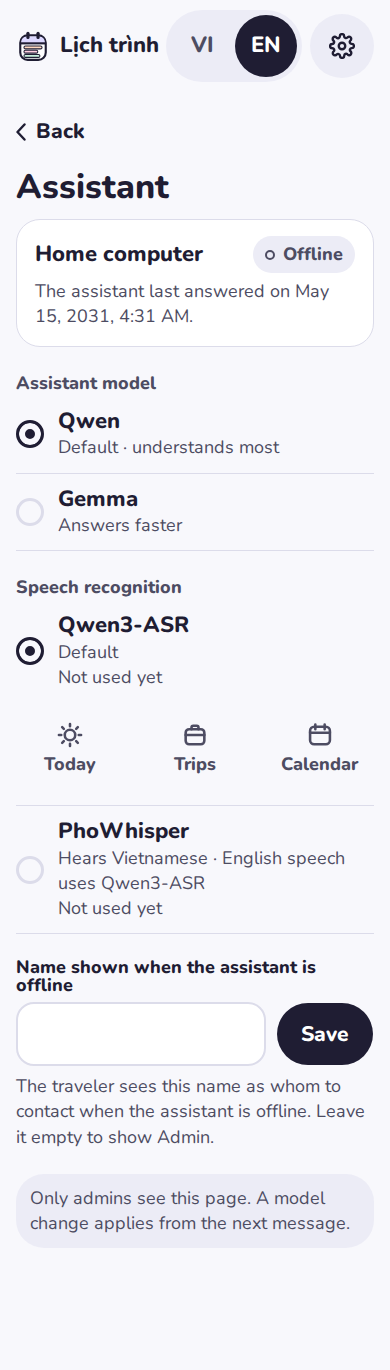 Lịch trình
VI
EN
Back
Assistant
Home computer
Offline
The assistant last answered on May
15, 2031, 4:31 AM.
Assistant model
Qwen
Default · understands most
Gemma
Answers faster
Speech recognition
Qwen3-ASR
Default
Not used yet
Today
Trips
Calendar
PhoWhisper
Hears Vietnamese · English speech
uses Qwen3-ASR
Not used yet
Name shown when the assistant is
offline
Save
The traveler sees this name as whom to
contact when the assistant is offline. Leave
it empty to show Admin.
Only admins see this page. A model
change applies from the next message.